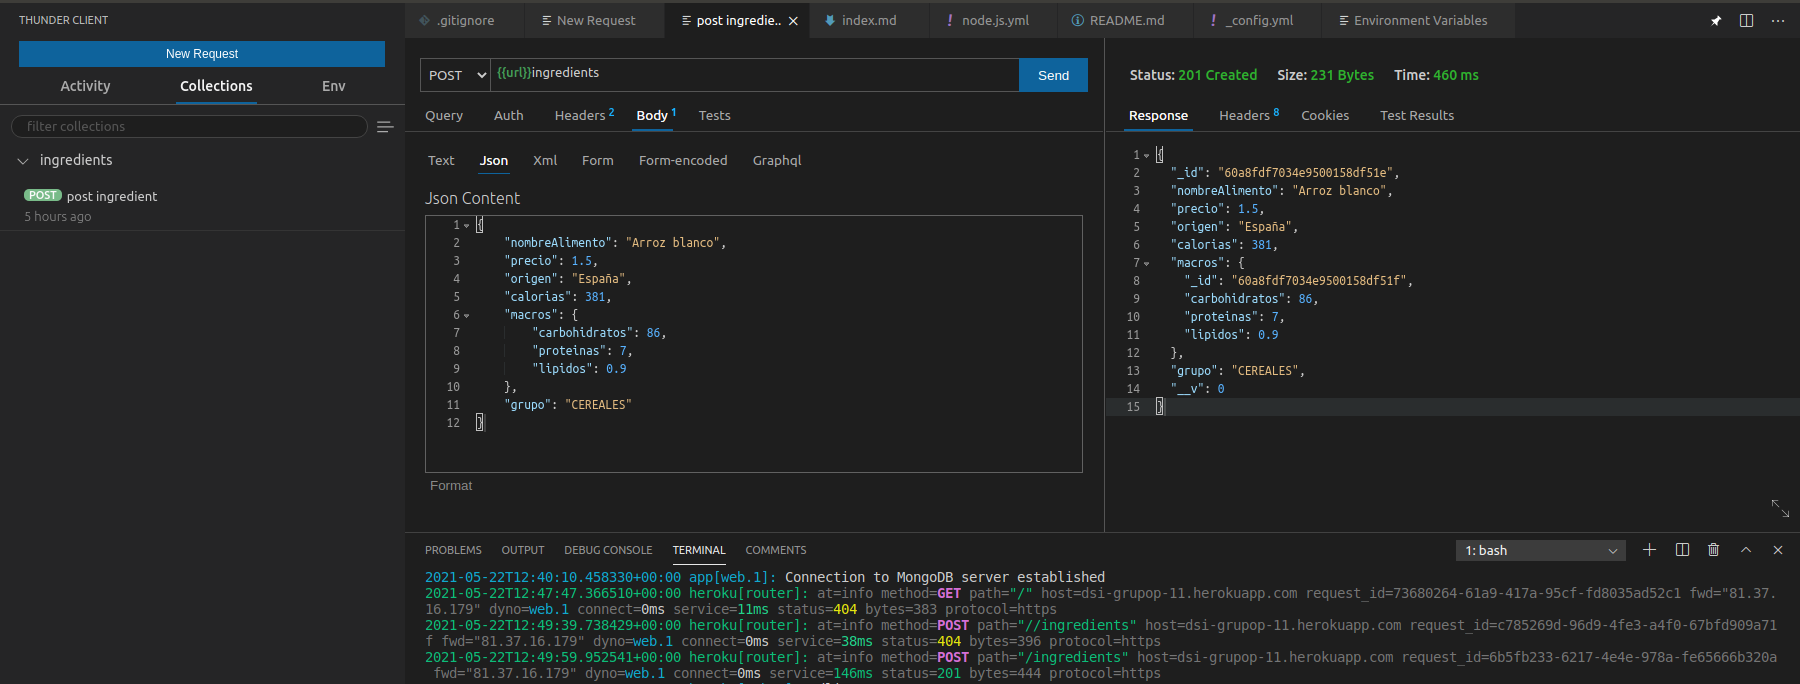 THUNDER CLIENT
New Request
Activity Collections Env
filter collections
ingredients
POST post ingredient
5 hours ago
.gitignore New Request post ingredie.. index.md node.js.yml README.md _config.yml Environment Variables
POST {{url}}ingredients Send
Query Auth Headers 2 Body 1 Tests
Text Json Xml Form Form-encoded Graphql
Json Content
1 {
2 "nombreAlimento": "Arroz blanco",
3 "precio": 1.5,
4 "origen": "España",
5 "calorias": 381,
6 "macros": {
7 "carbohidratos": 86,
8 "proteinas": 7,
9 "lipidos": 0.9
10 },
11 "grupo": "CEREALES"
12 }
Format
Status: 201 Created Size: 231 Bytes Time: 460 ms
Response Headers 8 Cookies Test Results
1 {
2 "_id": "60a8fdf7034e9500158df51e",
3 "nombreAlimento": "Arroz blanco",
4 "precio": 1.5,
5 "origen": "España",
6 "calorias": 381,
7 "macros": {
8 "_id": "60a8fdf7034e9500158df51f",
9 "carbohidratos": 86,
10 "proteinas": 7,
11 "lipidos": 0.9
12 },
13 "grupo": "CEREALES",
14 "__v": 0
15 }
PROBLEMS OUTPUT DEBUG CONSOLE TERMINAL COMMENTS 1: bash
2021-05-22T12:40:10.458330+00:00 app[web.1]: Connection to MongoDB server established
2021-05-22T12:47:47.366510+00:00 heroku[router]: at=info method=GET path="/" host=dsi-grupop-11.herokuapp.com request_id=73680264-61a9-417a-95cf-fd8035ad52c1 fwd="81.37.
16.179" dyno=web.1 connect=0ms service=11ms status=404 bytes=383 protocol=https
2021-05-22T12:49:39.738429+00:00 heroku[router]: at=info method=POST path="//ingredients" host=dsi-grupop-11.herokuapp.com request_id=c785269d-96d9-4fe3-a4f0-67bfd909a71
f fwd="81.37.16.179" dyno=web.1 connect=0ms service=38ms status=404 bytes=396 protocol=https
2021-05-22T12:49:59.952541+00:00 heroku[router]: at=info method=POST path="/ingredients" host=dsi-grupop-11.herokuapp.com request_id=6b5fb233-6217-4e4e-978a-fe65666b320a
fwd="81.37.16.179" dyno=web.1 connect=0ms service=146ms status=201 bytes=444 protocol=https